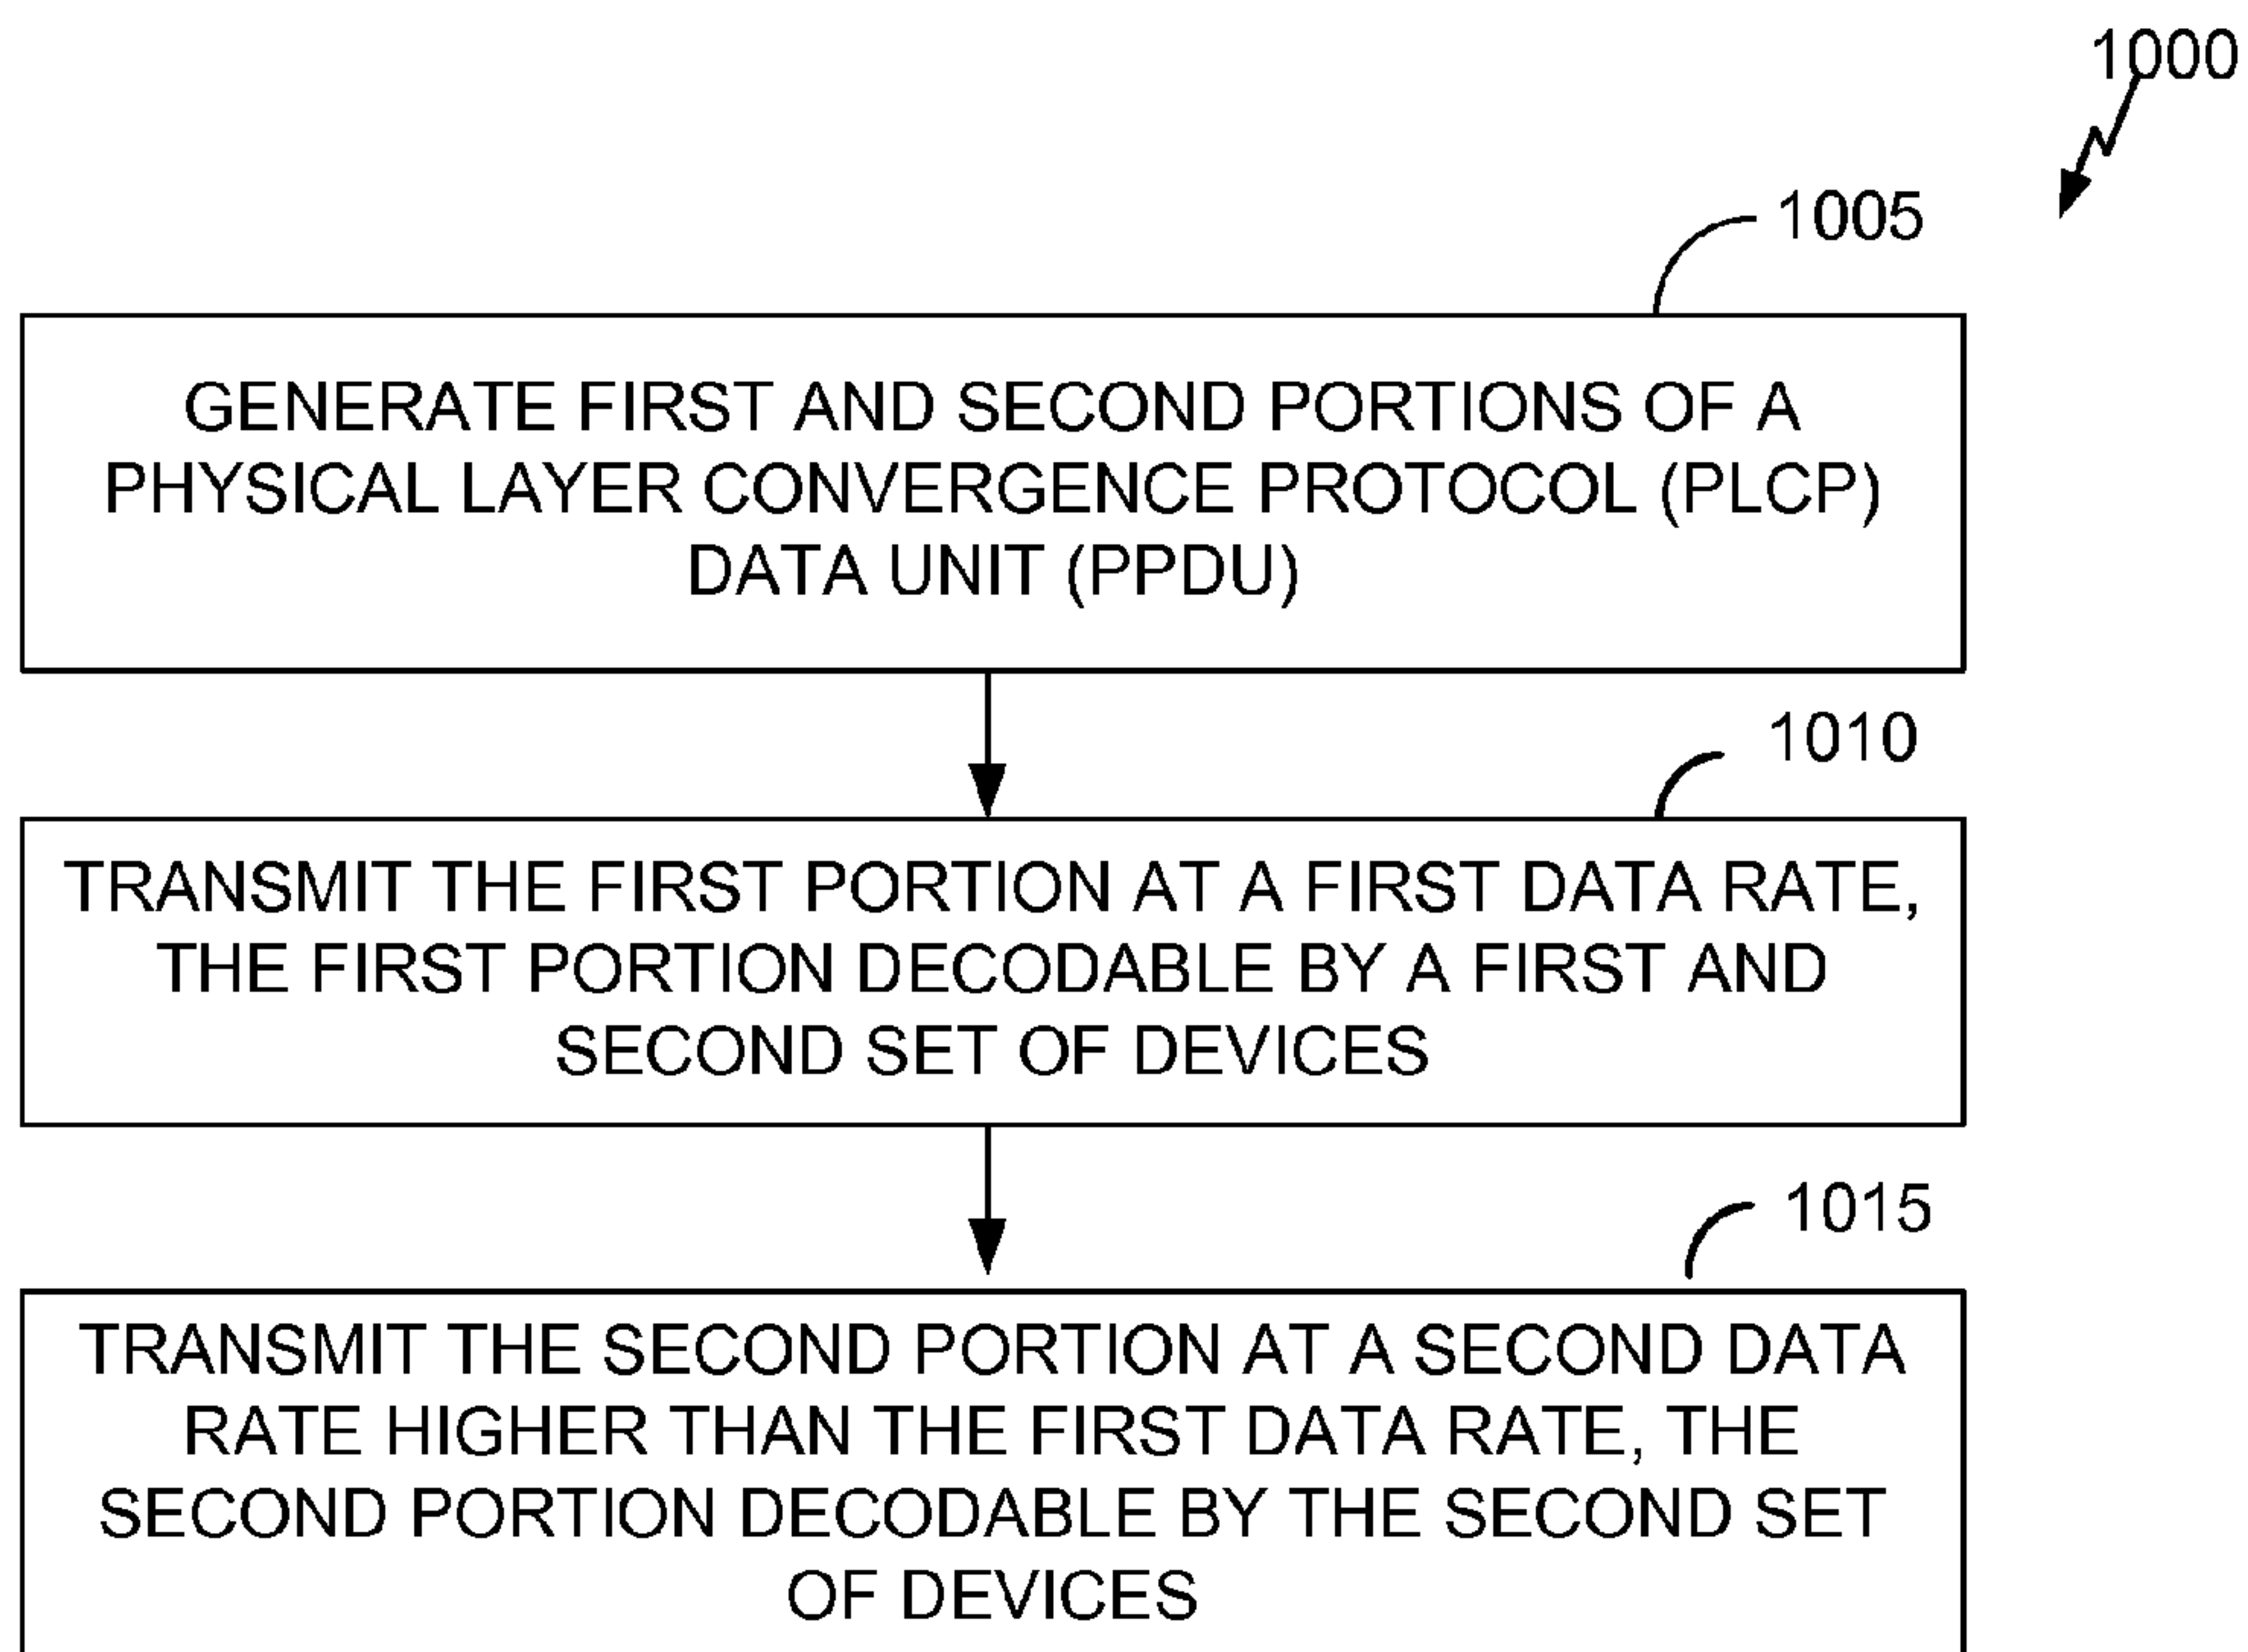 1000
1005
GENERATE FIRST AND SECOND PORTIONS OF A
PHYSICAL LAYER CONVERGENCE PROTOCOL (PLCP)
DATA UNIT (PPDU)
1010
TRANSMIT THE FIRST PORTION AT A FIRST DATA RATE,
THE FIRST PORTION DECODABLE BY A FIRST AND
SECOND SET OF DEVICES
1015
TRANSMIT THE SECOND PORTION AT A SECOND DATA
RATE HIGHER THAN THE FIRST DATA RATE, THE
SECOND PORTION DECODABLE BY THE SECOND SET
OF DEVICES